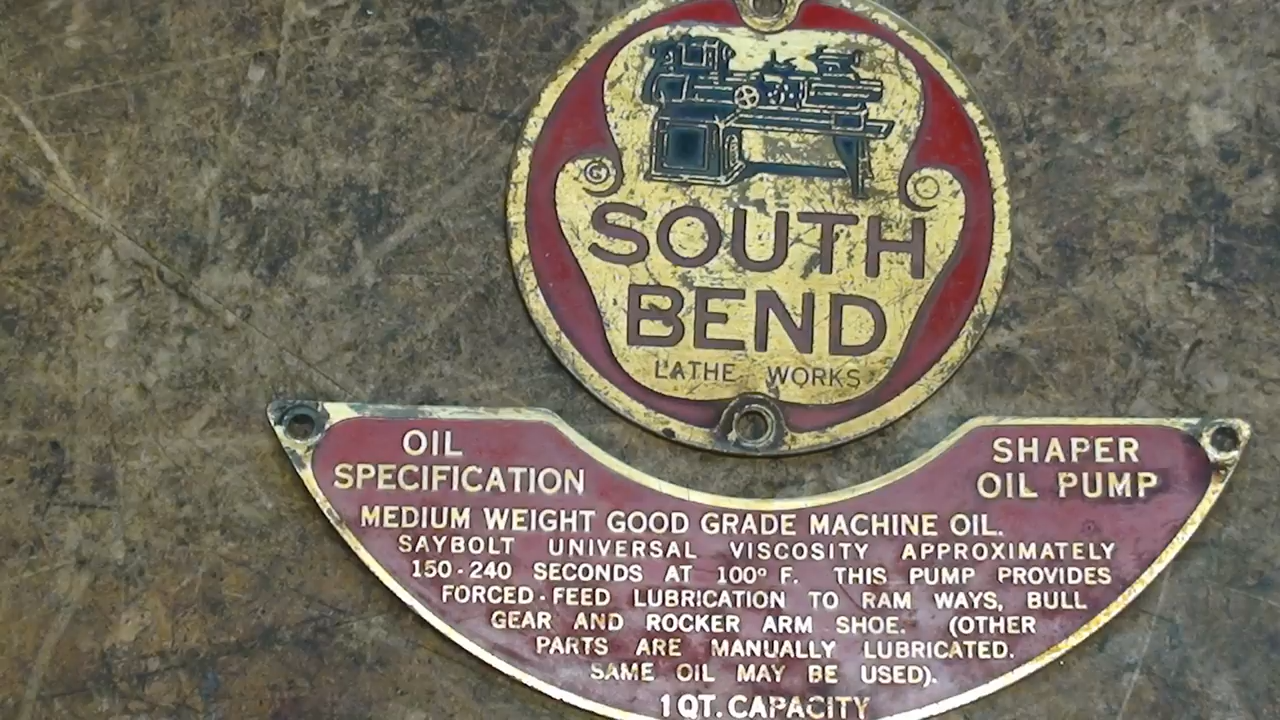 SOUTH
BEND
LATHE WORKS
OIL
SPECIFICATION
SHAPER
OIL PUMP
MEDIUM WEIGHT GOOD GRADE MACHINE OIL.
SAYBOLT UNIVERSAL VISCOSITY APPROXIMATELY
150-240 SECONDS AT 100° F. THIS PUMP PROVIDES
FORCED-FEED LUBRICATION TO RAM WAYS, BULL
GEAR AND ROCKER ARM SHOE. (OTHER
PARTS ARE MANUALLY LUBRICATED.
SAME OIL MAY BE USED).
1 QT. CAPACITY